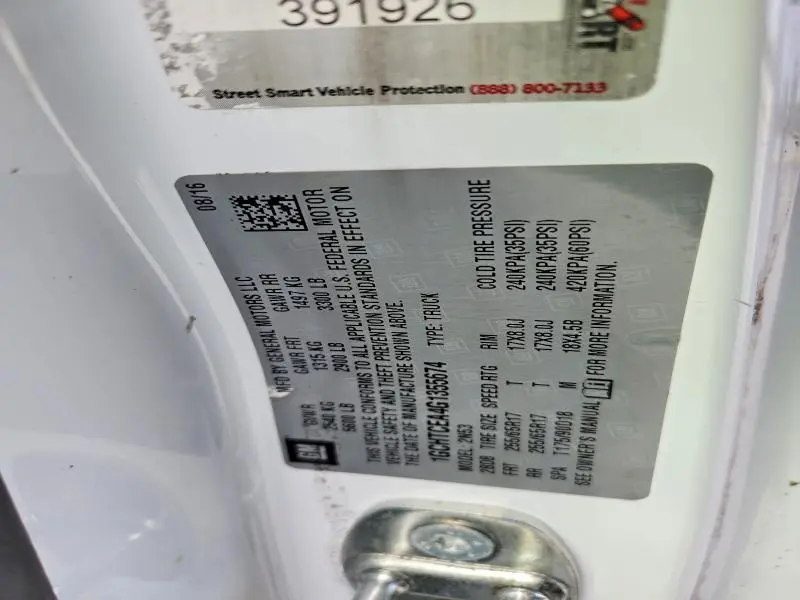 391926
Street Smart Vehicle Protection (888) 800-7133
MFD BY GENERAL MOTORS LLC 08/16
GM
GVWR GAWR FRT GAWR RR
2540 KG 1315 KG 1497 KG
5600 LB 2900 LB 3300 LB
THIS VEHICLE CONFORMS TO ALL APPLICABLE U.S. FEDERAL MOTOR
VEHICLE SAFETY AND THEFT PREVENTION STANDARDS IN EFFECT ON
THE DATE OF MANUFACTURE SHOWN ABOVE.
1GCHTCEA4G1355674 TYPE: TRUCK
MODEL: 2N53
TIRE SIZE SPEED RTG RIM COLD TIRE PRESSURE
FRT 255/65R17 T 17X8.0J 240KPA(35PSI)
RR 255/65R17 T 17X8.0J 240KPA(35PSI)
SPA T175/80D18 M 18X4.5B 420KPA(60PSI)
SEE OWNER'S MANUAL FOR MORE INFORMATION.